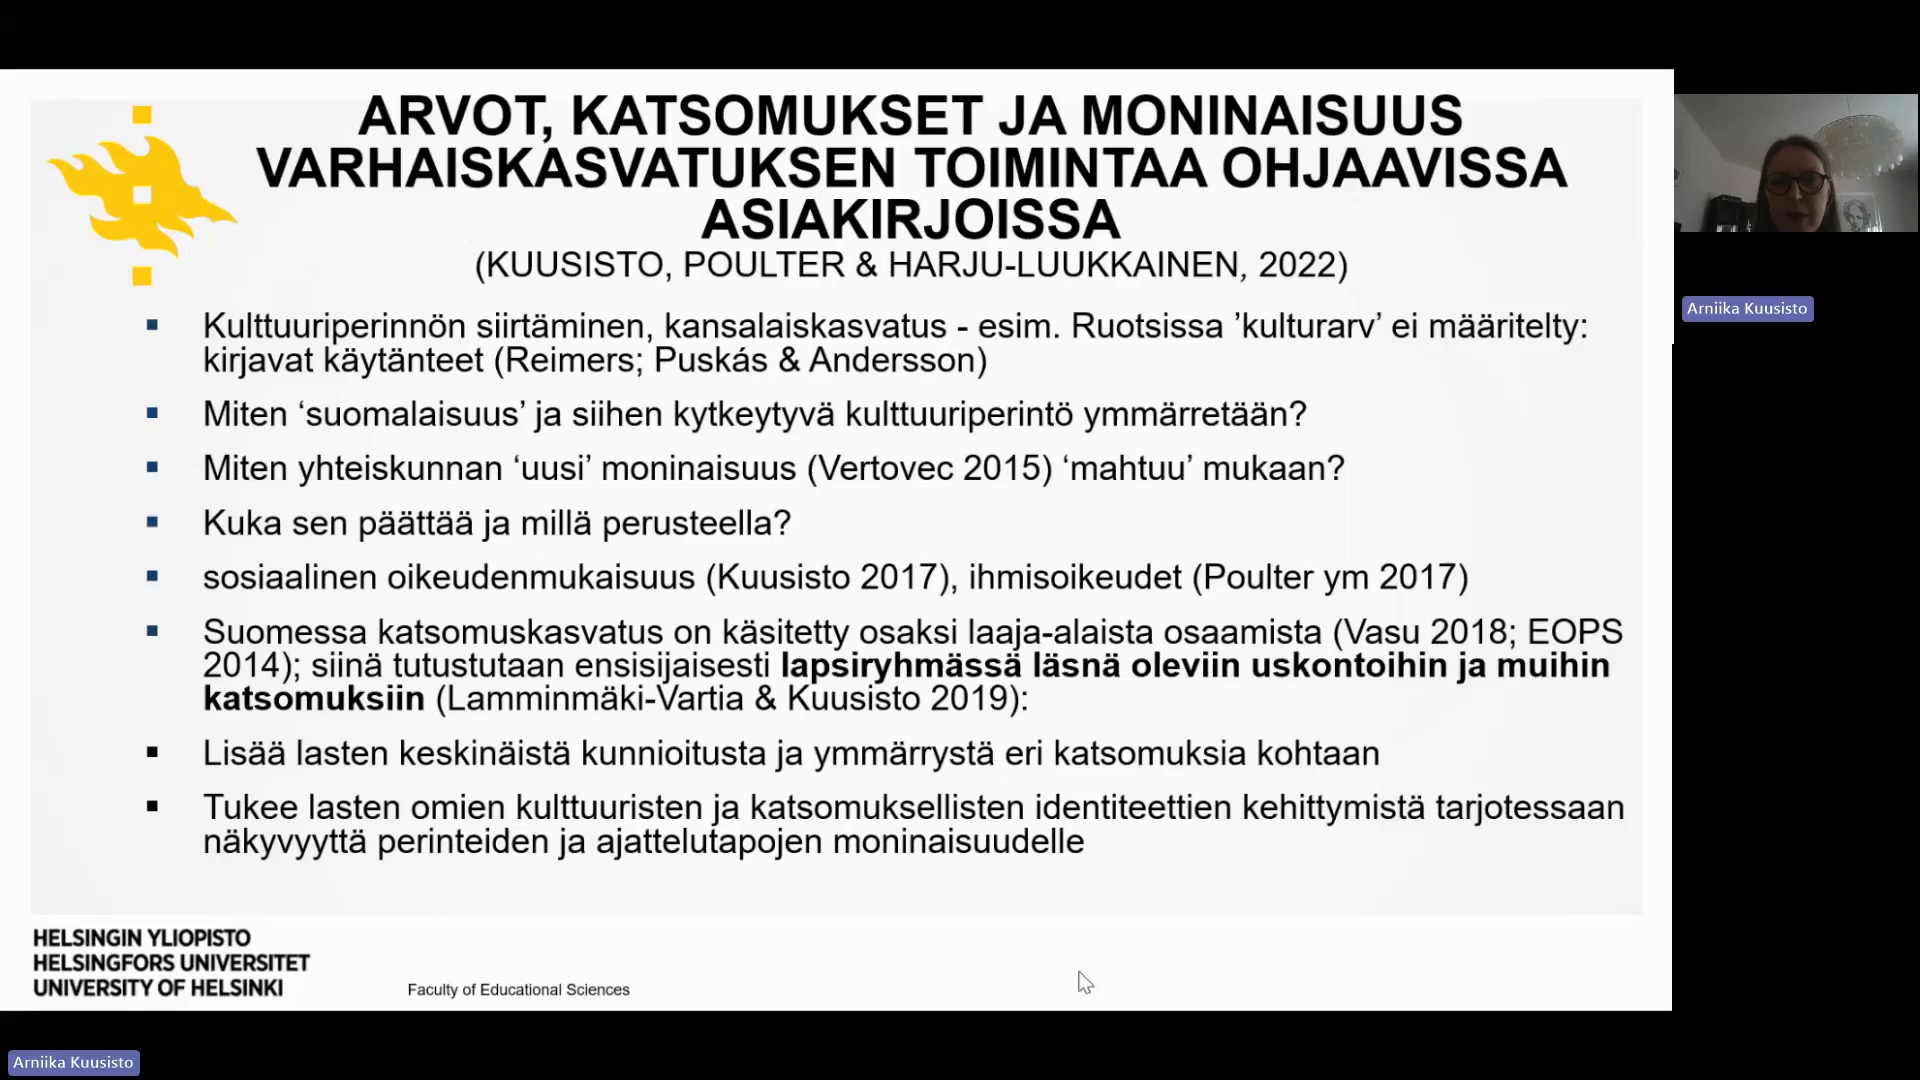 ARVOT, KATSOMUKSET JA MONINAISUUS
VARHAISKASVATUKSEN TOIMINTAA OHJAAVISSA
ASIAKIRJOISSA
(KUUSISTO, POULTER & HARJU-LUUKKAINEN, 2022)
▪ Kulttuuriperinnön siirtäminen, kansalaiskasvatus - esim. Ruotsissa ’kulturarv’ ei määritelty:
kirjavat käytänteet (Reimers; Puskás & Andersson)
▪ Miten ‘suomalaisuus’ ja siihen kytkeytyvä kulttuuriperintö ymmärretään?
▪ Miten yhteiskunnan ‘uusi’ moninaisuus (Vertovec 2015) ‘mahtuu’ mukaan?
▪ Kuka sen päättää ja millä perusteella?
▪ sosiaalinen oikeudenmukaisuus (Kuusisto 2017), ihmisoikeudet (Poulter ym 2017)
▪ Suomessa katsomuskasvatus on käsitetty osaksi laaja-alaista osaamista (Vasu 2018; EOPS
2014); siinä tutustutaan ensisijaisesti lapsiryhmässä läsnä oleviin uskontoihin ja muihin
katsomuksiin (Lamminmäki-Vartia & Kuusisto 2019):
▪ Lisää lasten keskinäistä kunnioitusta ja ymmärrystä eri katsomuksia kohtaan
▪ Tukee lasten omien kulttuuristen ja katsomuksellisten identiteettien kehittymistä tarjotessaan
näkyvyyttä perinteiden ja ajattelutapojen moninaisuudelle
HELSINGIN YLIOPISTO
HELSINGFORS UNIVERSITET
UNIVERSITY OF HELSINKI
Faculty of Educational Sciences
Arniika Kuusisto
Arniika Kuusisto